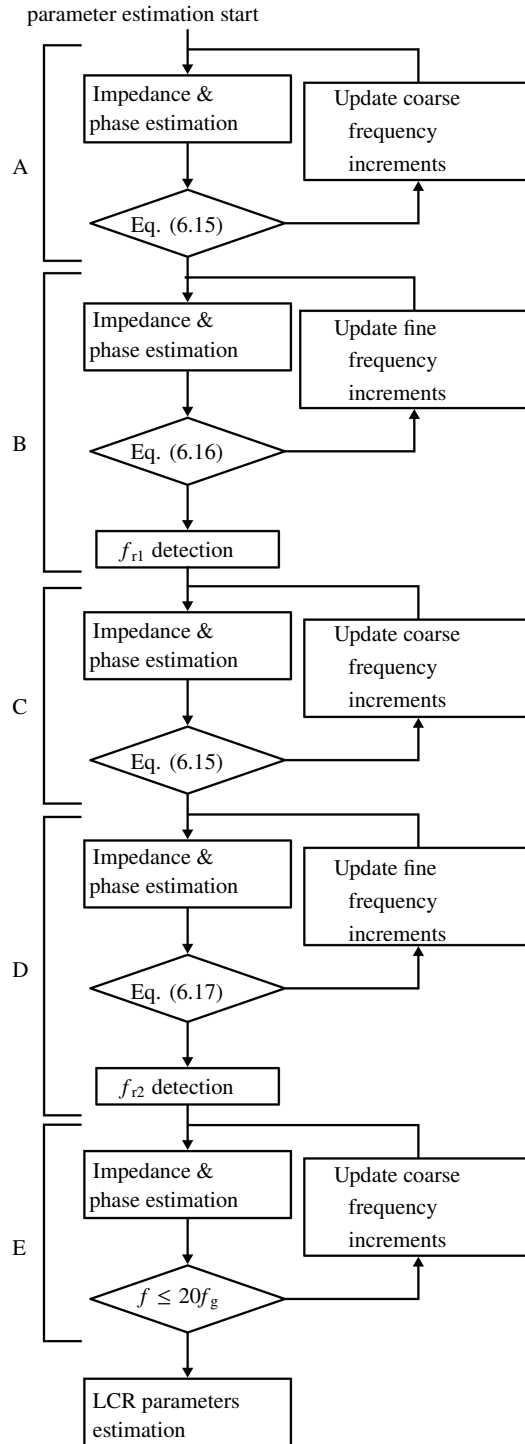 parameter estimation start
Impedance &
phase estimation
Update coarse
frequency
increments
A
Eq. (6.15)
Impedance &
phase estimation
Update fine
frequency
increments
B
Eq. (6.16)
f_r1 detection
Impedance &
phase estimation
Update coarse
frequency
increments
C
Eq. (6.15)
Impedance &
phase estimation
Update fine
frequency
increments
D
Eq. (6.17)
f_r2 detection
Impedance &
phase estimation
Update coarse
frequency
increments
E
f ≤ 20f_g
LCR parameters
estimation